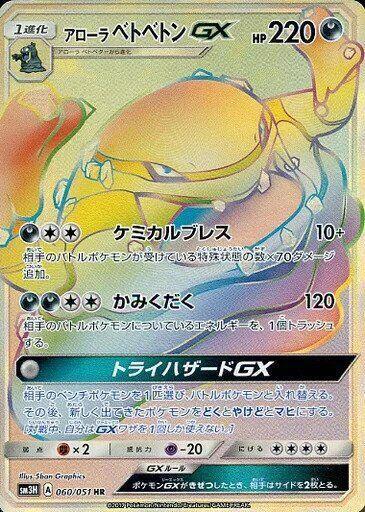 1進化
アローラ ベトベトンGX HP220
アローラ ベトベターから進化
ケミカルブレス 10+
相手のバトルポケモンが受けている特殊状態の数×70ダメージ
追加。
かみくだく 120
相手のバトルポケモンについているエネルギーを、1個トラッシュ
する。
トライハザードGX
相手のベンチポケモンを1匹選び、バトルポケモンと入れ替える。
その後、新しく出てきたポケモンをどくとやけどとマヒにする。
[対戦中、自分はGXワザを1回しか使えない。]
弱点 ×2 抵抗力 -20 にげる
GXルール
Illus. Shan Graphics
ポケモンGXがきぜつしたとき、相手はサイドを2枚とる。
SM3H A 060/051 HR
©2017 Pokémon/Nintendo/Creatures/GAME FREAK.